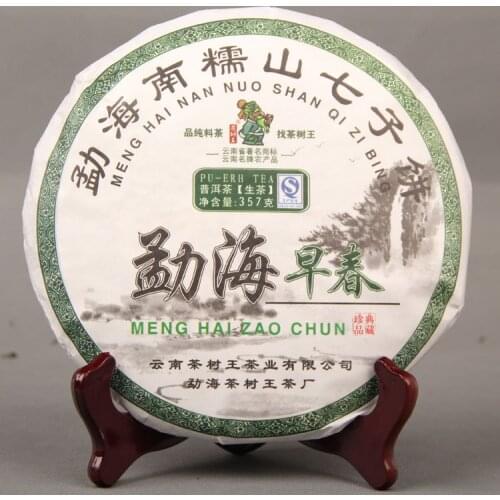 勐海南糯山七子饼
MENG HAI NAN NUO SHAN QI ZI BING
品纯料茶 找茶树王
云南省著名商标
云南名牌农产品
PU-ERH TEA
普洱茶【生茶】
净含量:357克
勐海早春
MENG HAI ZAO CHUN
珍典
品藏
云南茶树王茶业有限公司
勐海茶树王茶厂